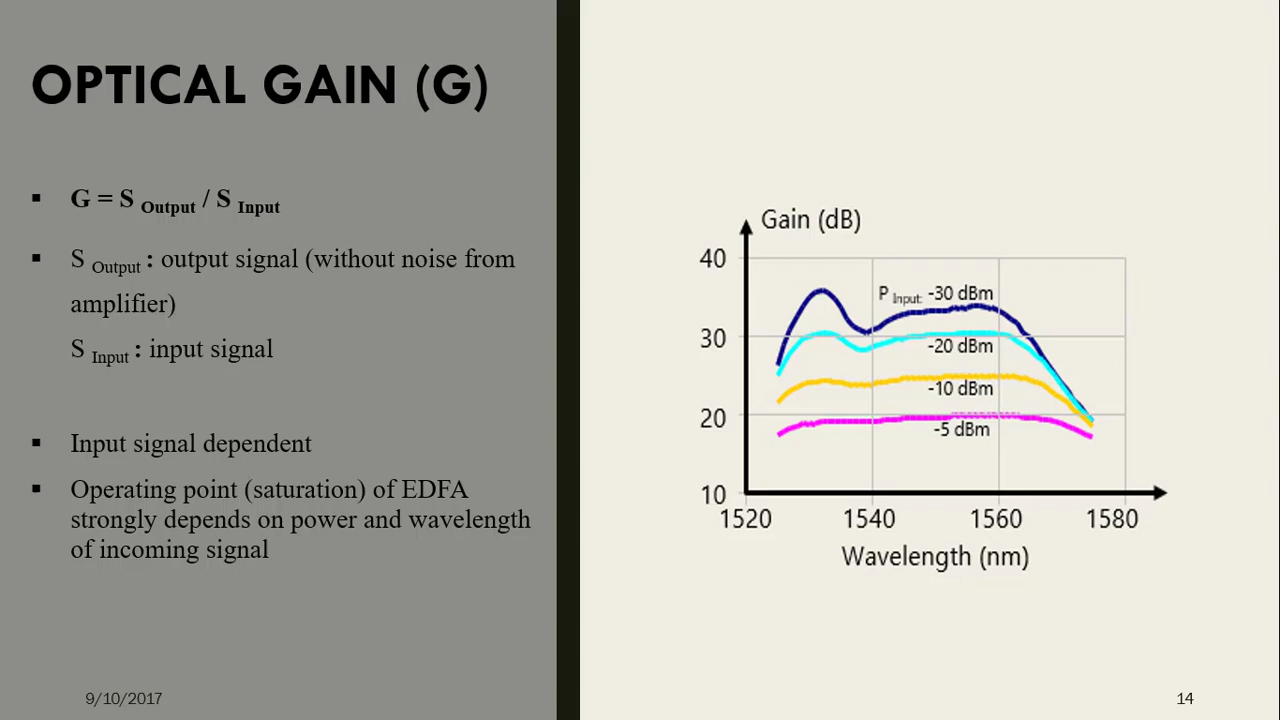 OPTICAL GAIN (G)
▪ G = S Output / S Input
▪ S Output : output signal (without noise from
amplifier)
S Input : input signal
▪ Input signal dependent
▪ Operating point (saturation) of EDFA
strongly depends on power and wavelength
of incoming signal
Gain (dB)
40
30
20
10
P Input: -30 dBm
-20 dBm
-10 dBm
-5 dBm
1520 1540 1560 1580
Wavelength (nm)
9/10/2017
14